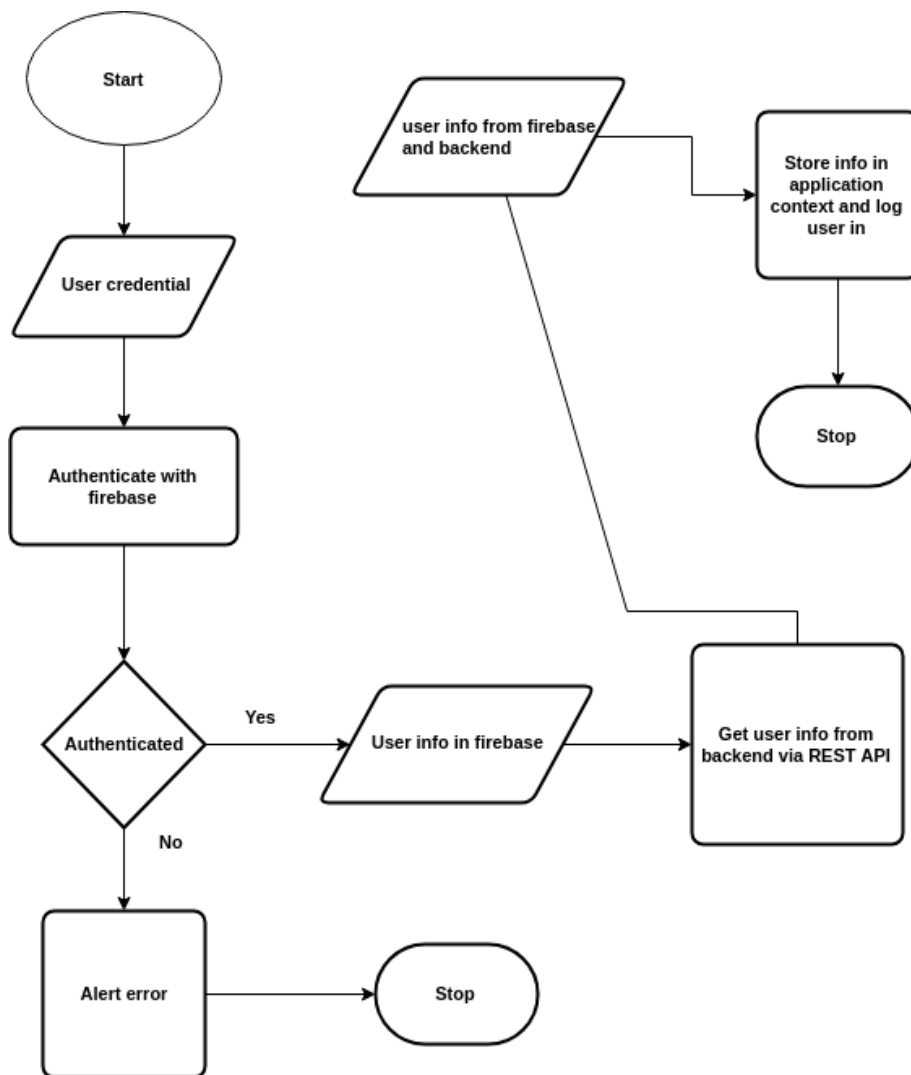 Start
User credential
Authenticate with
firebase
Authenticated
Yes
No
Alert error
Stop
User info in firebase
Get user info from
backend via REST API
user info from firebase
and backend
Store info in
application
context and log
user in
Stop